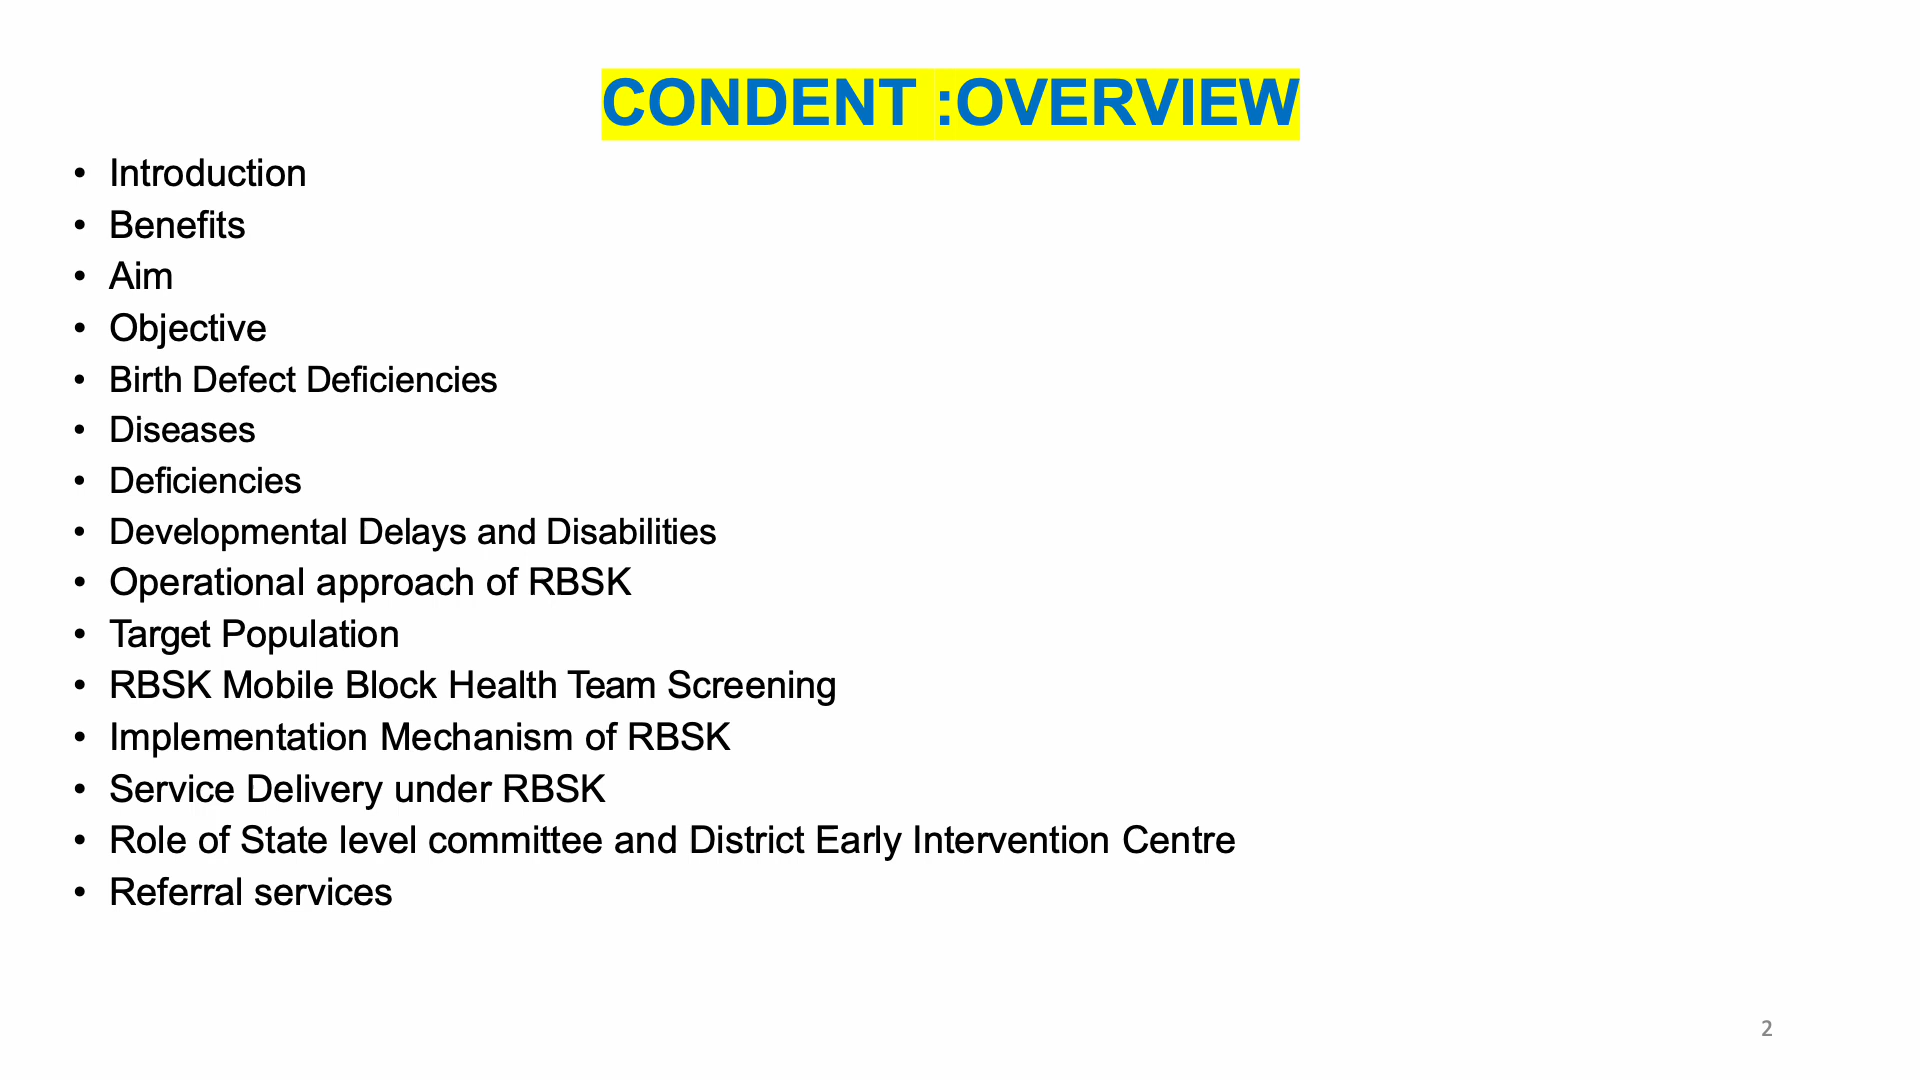 CONDENT :OVERVIEW
• Introduction
• Benefits
• Aim
• Objective
• Birth Defect Deficiencies
• Diseases
• Deficiencies
• Developmental Delays and Disabilities
• Operational approach of RBSK
• Target Population
• RBSK Mobile Block Health Team Screening
• Implementation Mechanism of RBSK
• Service Delivery under RBSK
• Role of State level committee and District Early Intervention Centre
• Referral services
2